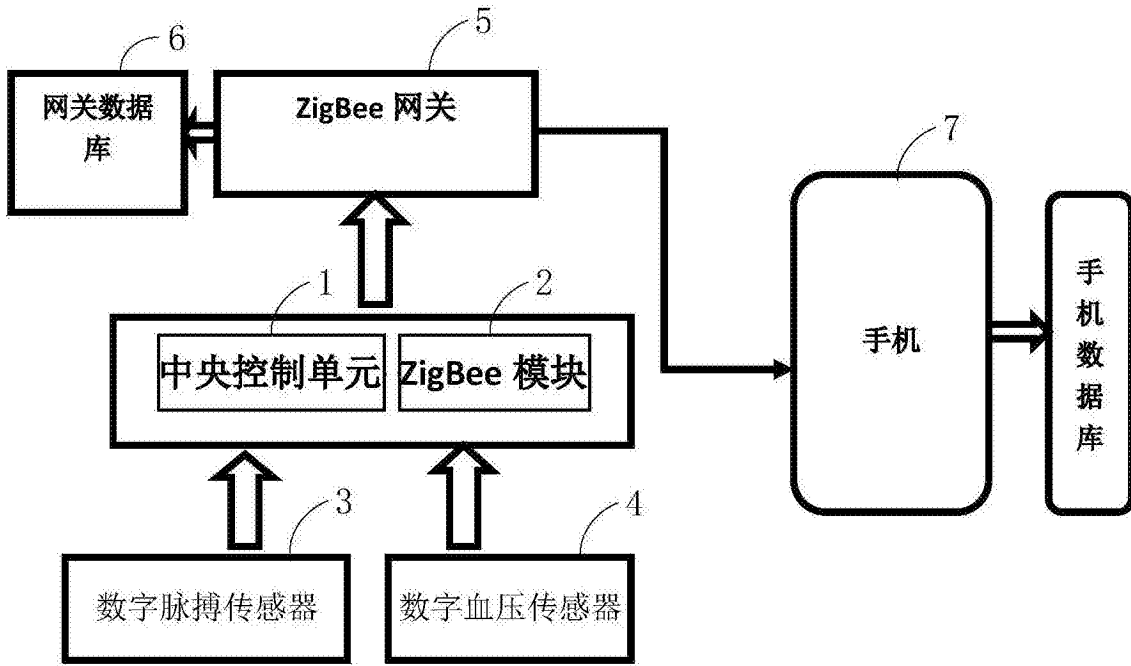 6
5
网关数据
库
ZigBee 网关
7
手机
手
机
数
据
库
1
2
中央控制单元
ZigBee 模块
3
4
数字脉搏传感器
数字血压传感器